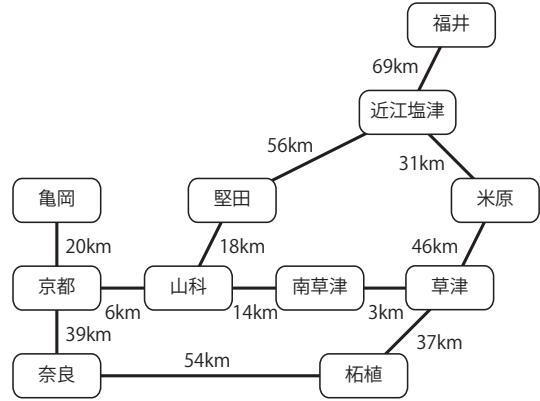 福井
69km
近江塩津
56km
31km
亀岡
堅田
米原
20km
18km
46km
京都
山科
南草津
草津
6km
14km
3km
39km
37km
54km
奈良
柘植